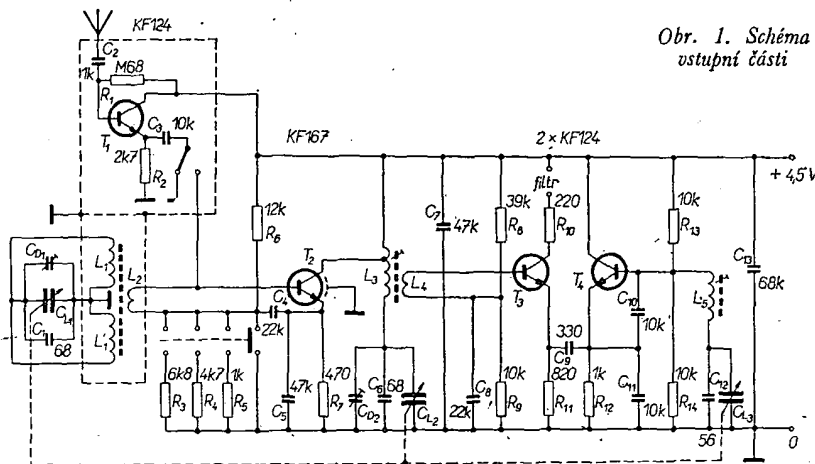 KF124
Obr. 1. Schéma
vstupní části
C2
1k
M68
R1
T1
C3
10k
2k7
R2
KF167
2 × KF124
+ 4,5 V
filtr
12k
R6
C7
47k
39k
R8
220
R10
10k
R13
C13
68k
CD1
L1
L2
T2
L3
L4
T3
T4
C10
10k
L5
CL1
C1
68
L'1
C4
22k
330
C9
6k8
R3
4k7
R4
1k
R5
47k
C5
470
R7
CD2
C6
68
CL2
C8
22k
10k
R9
820
R11
1k
R12
C11
10k
10k
R14
C12
56
CL3
0